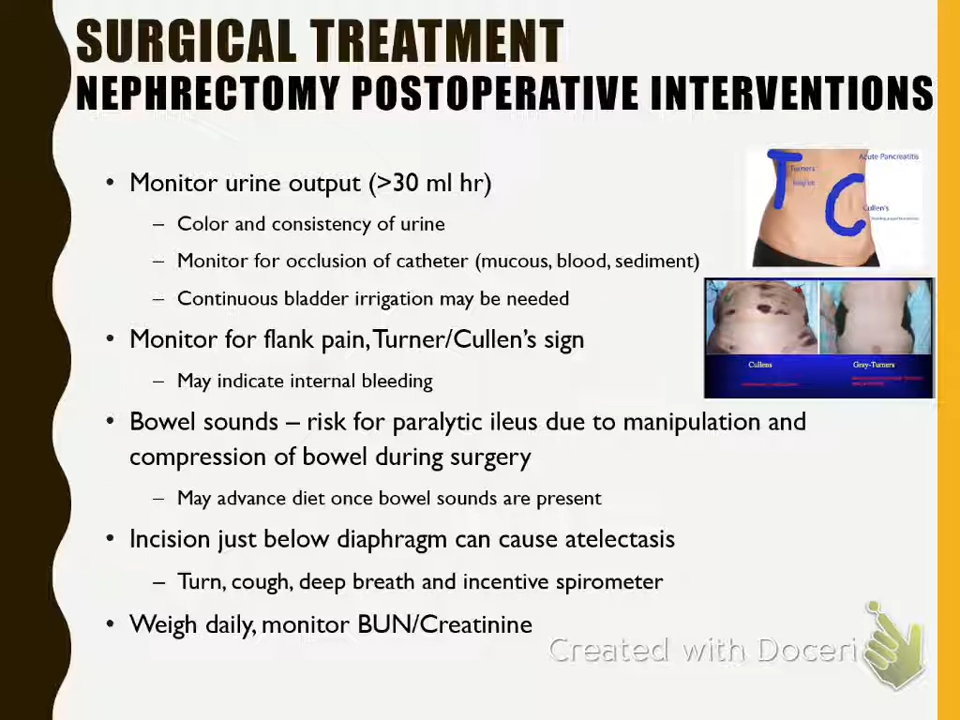 SURGICAL TREATMENT
NEPHRECTOMY POSTOPERATIVE INTERVENTIONS
• Monitor urine output (>30 ml hr)
– Color and consistency of urine
– Monitor for occlusion of catheter (mucous, blood, sediment)
– Continuous bladder irrigation may be needed
• Monitor for flank pain, Turner/Cullen's sign
– May indicate internal bleeding
• Bowel sounds – risk for paralytic ileus due to manipulation and
compression of bowel during surgery
– May advance diet once bowel sounds are present
• Incision just below diaphragm can cause atelectasis
– Turn, cough, deep breath and incentive spirometer
• Weigh daily, monitor BUN/Creatinine
Acute Pancreatitis
T
Turners
C
Cullen's
Cullens
Grey-Turners
Created with Doceri